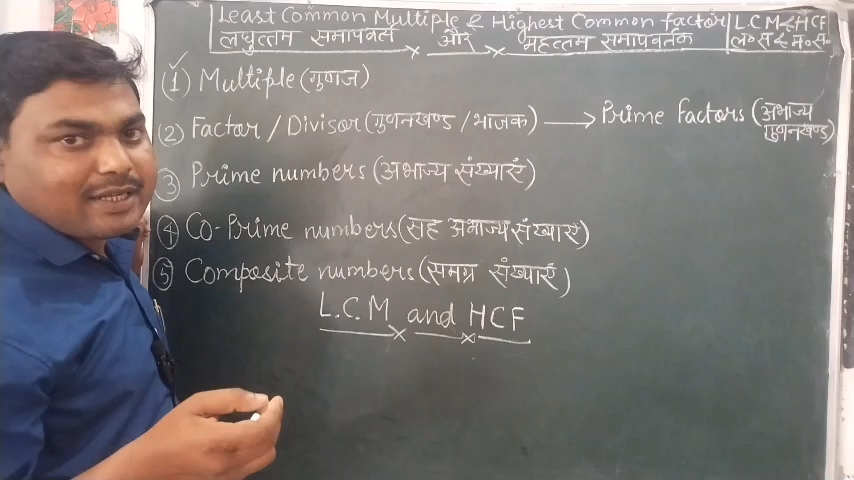 Least Common Multiple & Highest Common factor
लघुत्तम समापवर्त्य और महत्तम समापवर्तक
L.C.M & HCF
ल॰स & म॰स॰
(1) Multiple (गुणज)
(2) Factor / Divisor (गुणनखण्ड / भाजक) → Prime Factors (अभाज्य गुणनखण्ड)
(3) Prime numbers (अभाज्य संख्याएँ)
(4) Co-Prime numbers (सह अभाज्य संख्याएँ)
(5) Composite numbers (समग्र संख्याएँ)
L.C.M and HCF